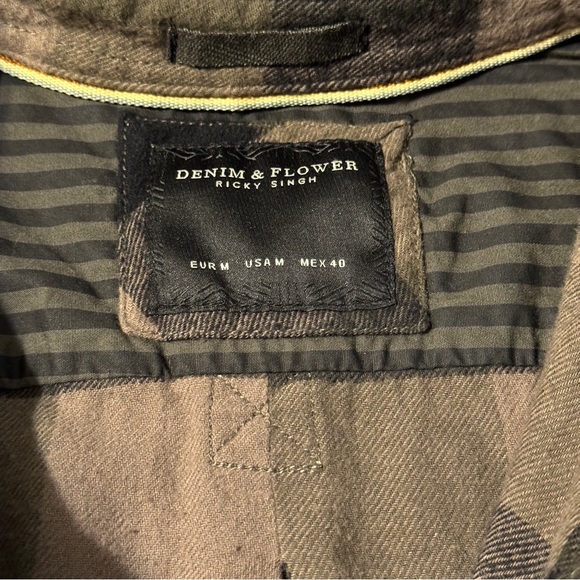 DENIM & FLOWER
RICKY SINGH
EUR M USA M MEX 40